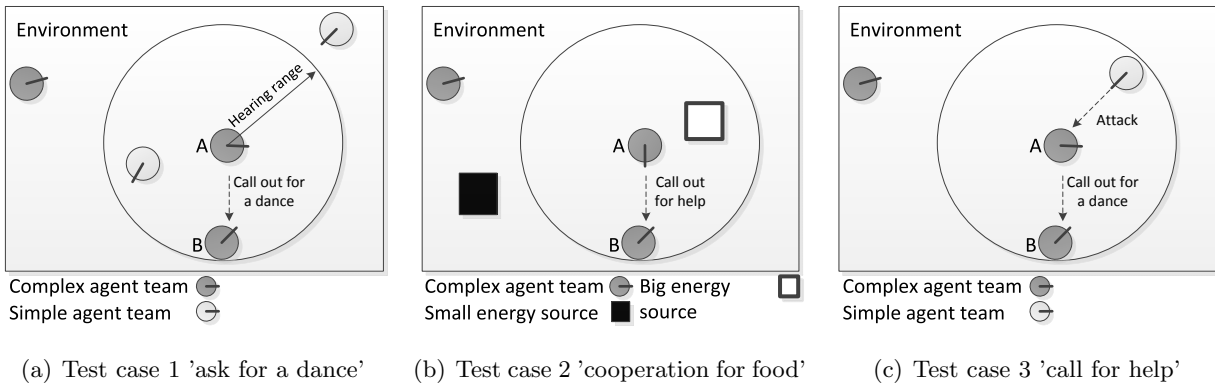 Environment
Hearing range
A
Call out for
a dance
B
Complex agent team
Simple agent team
(a) Test case 1 'ask for a dance'
Environment
A
Call out
for help
B
Complex agent team Big energy
Small energy source source
(b) Test case 2 'cooperation for food'
Environment
Attack
A
Call out for
a dance
B
Complex agent team
Simple agent team
(c) Test case 3 'call for help'